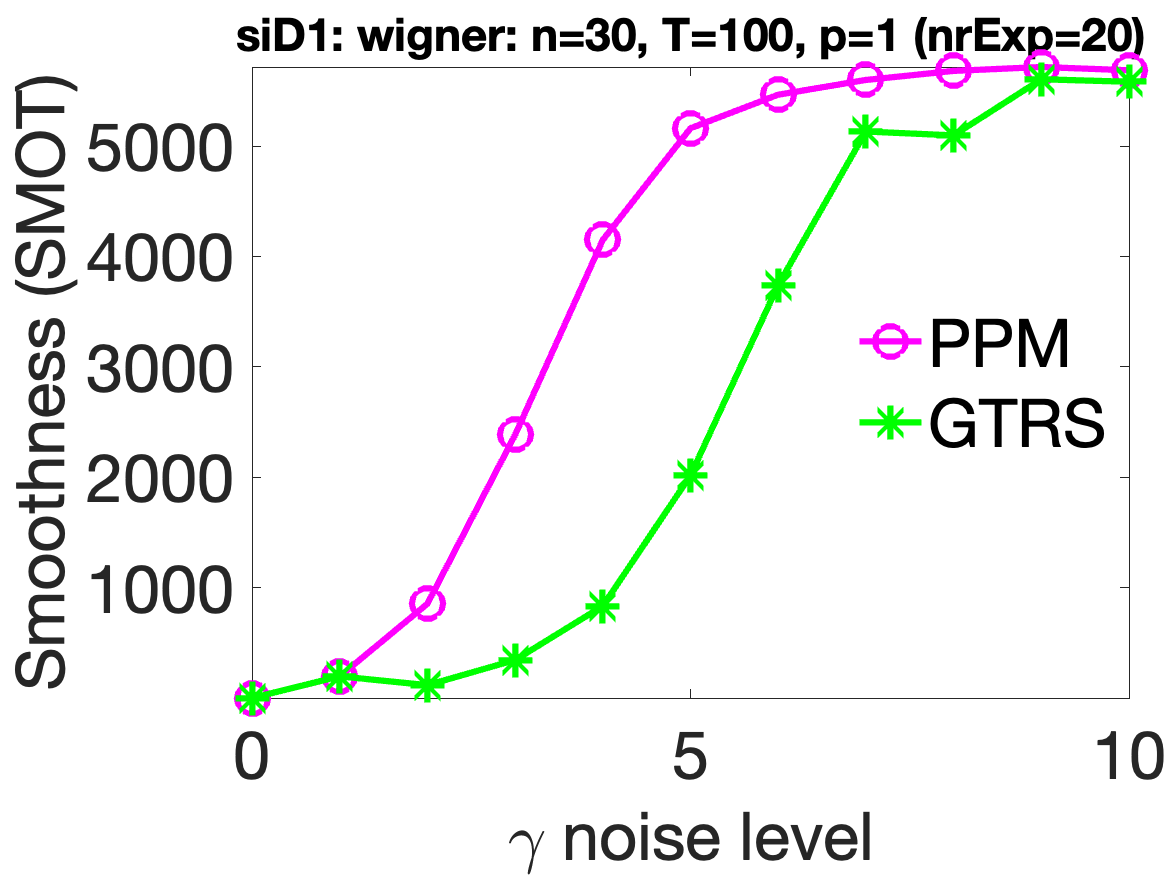 siD1: wigner: n=30, T=100, p=1 (nrExp=20)
Smoothness (SMOT)
5000
4000
3000
2000
1000
PPM
GTRS
0 5 10
γ noise level